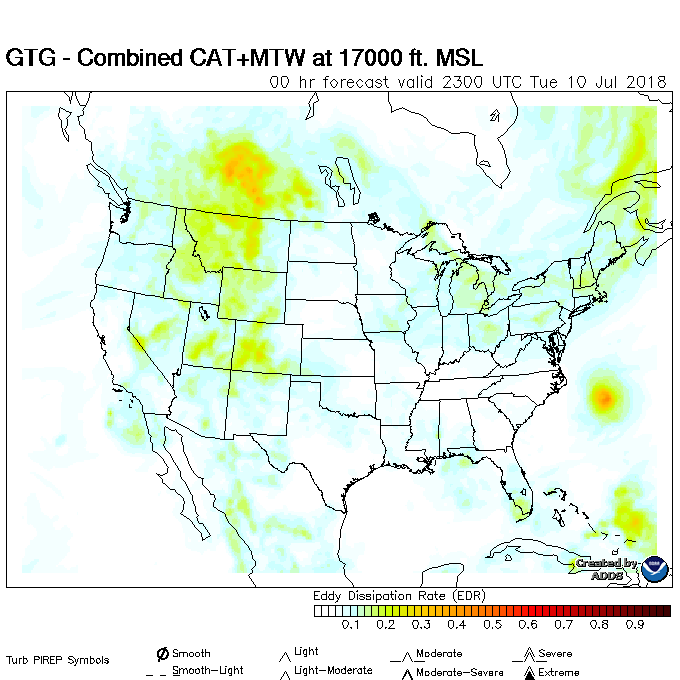 GTG - Combined CAT+MTW at 17000 ft. MSL
00 hr forecast valid 2300 UTC Tue 10 Jul 2018
Created by
ADDS
Eddy Dissipation Rate (EDR)
0.1 0.2 0.3 0.4 0.5 0.6 0.7 0.8 0.9
Turb PIREP Symbols
Smooth Light Moderate Severe
Smooth-Light Light-Moderate Moderate-Severe Extreme